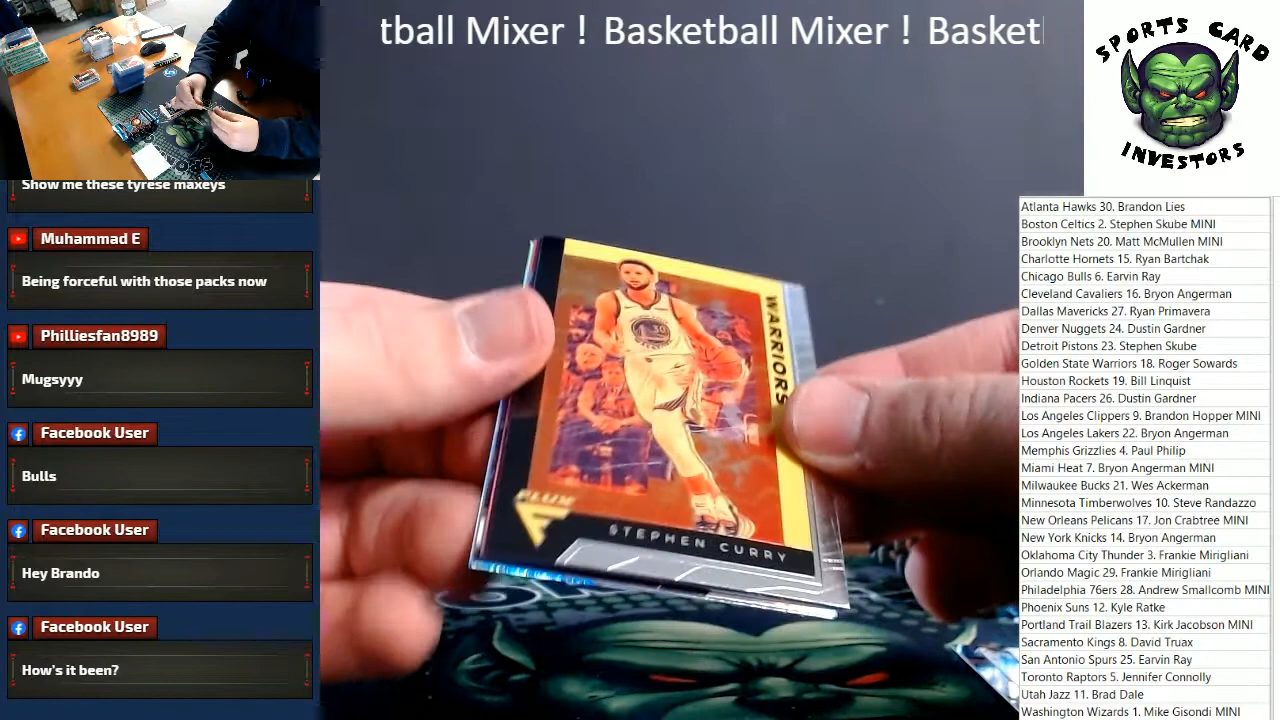 tball Mixer ! Basketball Mixer ! Basketl
SPORTS CARD
INVESTORS
Show me these tyrese maxeys
Muhammad E
Being forceful with those packs now
Philliesfan8989
Mugsyyy
Facebook User
Bulls
Facebook User
Hey Brando
Facebook User
How's it been?
WARRIORS
FLUX
STEPHEN CURRY
Atlanta Hawks 30. Brandon Lies
Boston Celtics 2. Stephen Skube MINI
Brooklyn Nets 20. Matt McMullen MINI
Charlotte Hornets 15. Ryan Bartchak
Chicago Bulls 6. Earvin Ray
Cleveland Cavaliers 16. Bryon Angerman
Dallas Mavericks 27. Ryan Primavera
Denver Nuggets 24. Dustin Gardner
Detroit Pistons 23. Stephen Skube
Golden State Warriors 18. Roger Sowards
Houston Rockets 19. Bill Linquist
Indiana Pacers 26. Dustin Gardner
Los Angeles Clippers 9. Brandon Hopper MINI
Los Angeles Lakers 22. Bryon Angerman
Memphis Grizzlies 4. Paul Philip
Miami Heat 7. Bryon Angerman MINI
Milwaukee Bucks 21. Wes Ackerman
Minnesota Timberwolves 10. Steve Randazzo
New Orleans Pelicans 17. Jon Crabtree MINI
New York Knicks 14. Bryon Angerman
Oklahoma City Thunder 3. Frankie Mirigliani
Orlando Magic 29. Frankie Mirigliani
Philadelphia 76ers 28. Andrew Smallcomb MINI
Phoenix Suns 12. Kyle Ratke
Portland Trail Blazers 13. Kirk Jacobson MINI
Sacramento Kings 8. David Truax
San Antonio Spurs 25. Earvin Ray
Toronto Raptors 5. Jennifer Connolly
Utah Jazz 11. Brad Dale
Washington Wizards 1. Mike Gisondi MINI